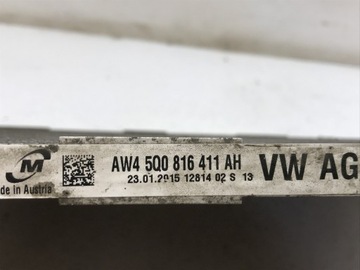 M
AW4 5Q0 816 411 AH VW AG
23.01.2015 12814 02 S 13
de in Austria